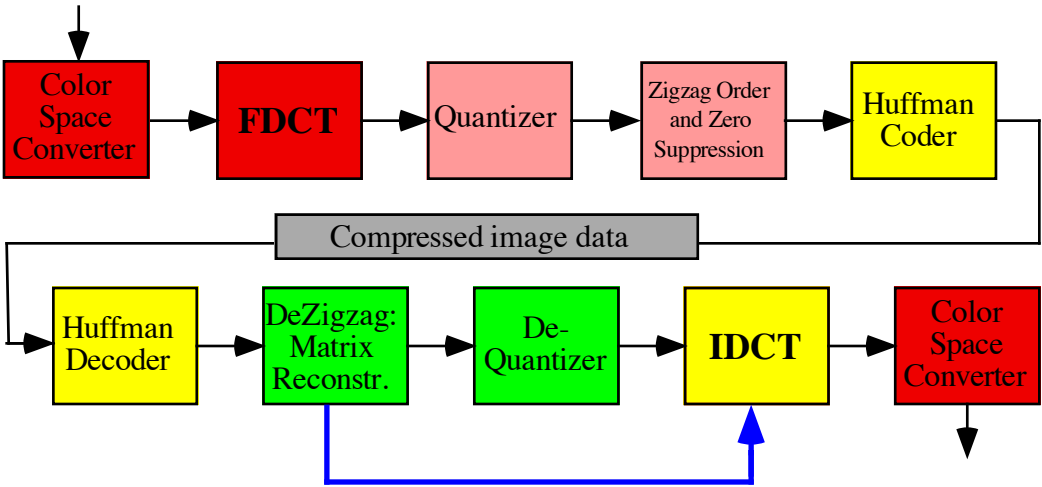 Color
Space
Converter
FDCT
Quantizer
Zigzag Order
and Zero
Suppression
Huffman
Coder
Compressed image data
Huffman
Decoder
DeZigzag:
Matrix
Reconstr.
De-
Quantizer
IDCT
Color
Space
Converter